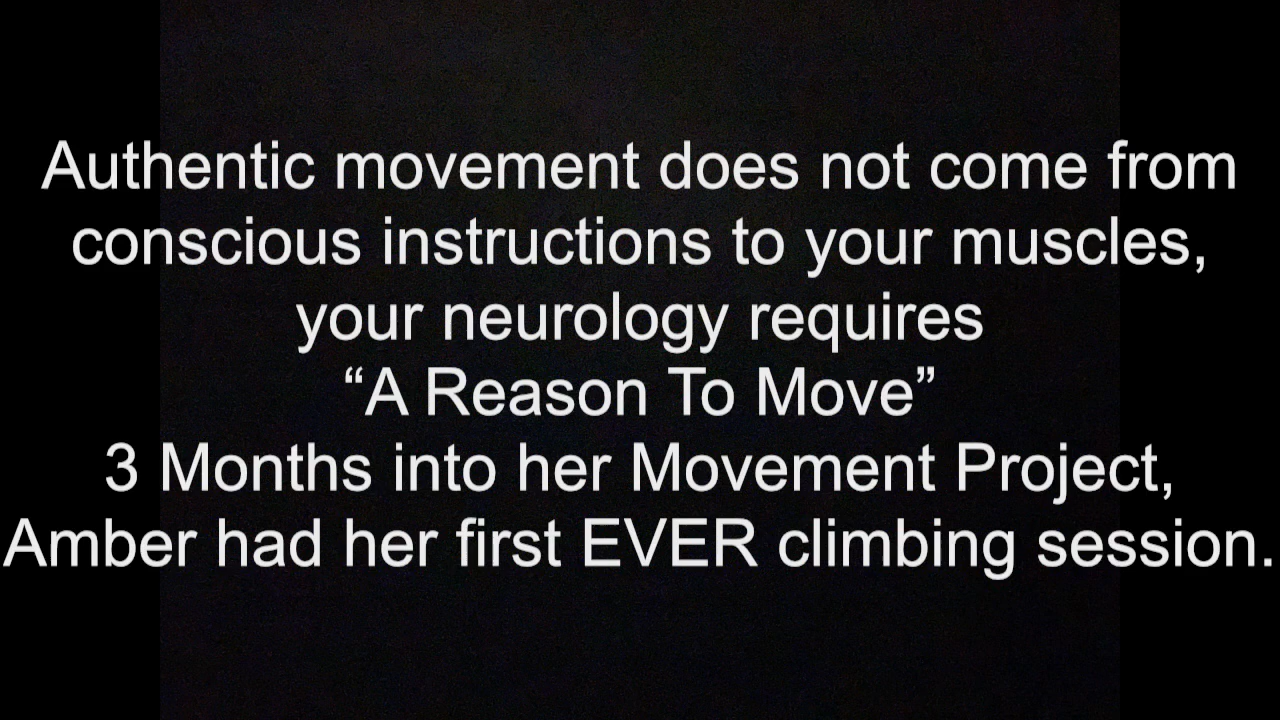 Authentic movement does not come from
conscious instructions to your muscles,
your neurology requires
“A Reason To Move”
3 Months into her Movement Project,
Amber had her first EVER climbing session.